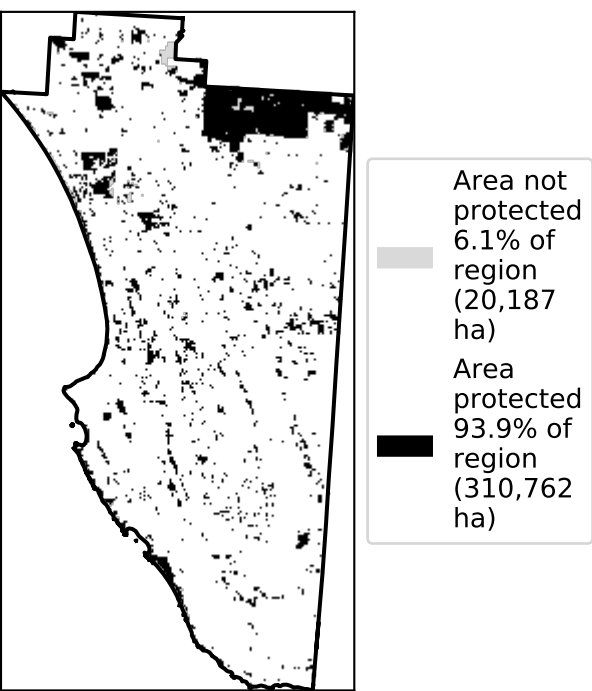 Area not
protected
6.1% of
region
(20,187
ha)
Area
protected
93.9% of
region
(310,762
ha)